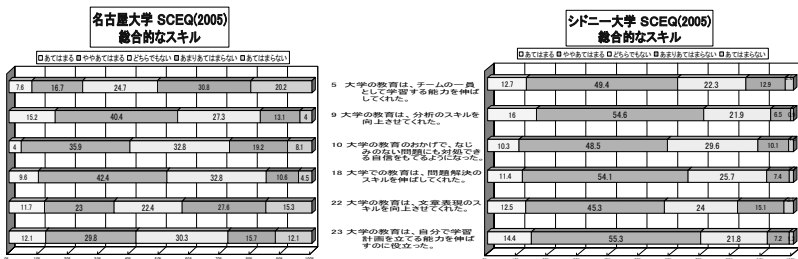 名古屋大学 SCEQ(2005)
総合的なスキル
□あてはまる ■ややあてはまる □どちらでもない ■あまりあてはまらない □あてはまらない
7.6 16.7 24.7 30.8 20.2
15.2 40.4 27.3 13.1 4
4 35.9 32.8 19.2 8.1
9.6 42.4 32.8 10.6 4.5
11.7 23 22.4 27.6 15.3
12.1 29.8 30.3 15.7 12.1
5 大学の教育は、チームの一員
として学習する能力を伸ば
してくれた。
9 大学の教育は、分析のスキルを
向上させてくれた。
10 大学の教育のおかげで、なじ
みのない問題にも対処でき
る自信をもてるようになった。
18 大学での教育は、問題解決の
スキルを伸ばしてくれた。
22 大学の教育は、文章表現のス
キルを向上させてくれた。
23 大学の教育は、自分で学習
計画を立てる能力を伸ば
すのに役立った。
シドニー大学 SCEQ(2005)
総合的なスキル
□あてはまる ■ややあてはまる □どちらでもない ■あまりあてはまらない □あてはまらない
12.7 49.4 22.3 12.9
16 54.6 21.9 6.5
10.3 48.5 29.6 10.1
11.4 54.1 25.7 7.4
12.5 45.3 24 15.1
14.4 55.3 21.8 7.2